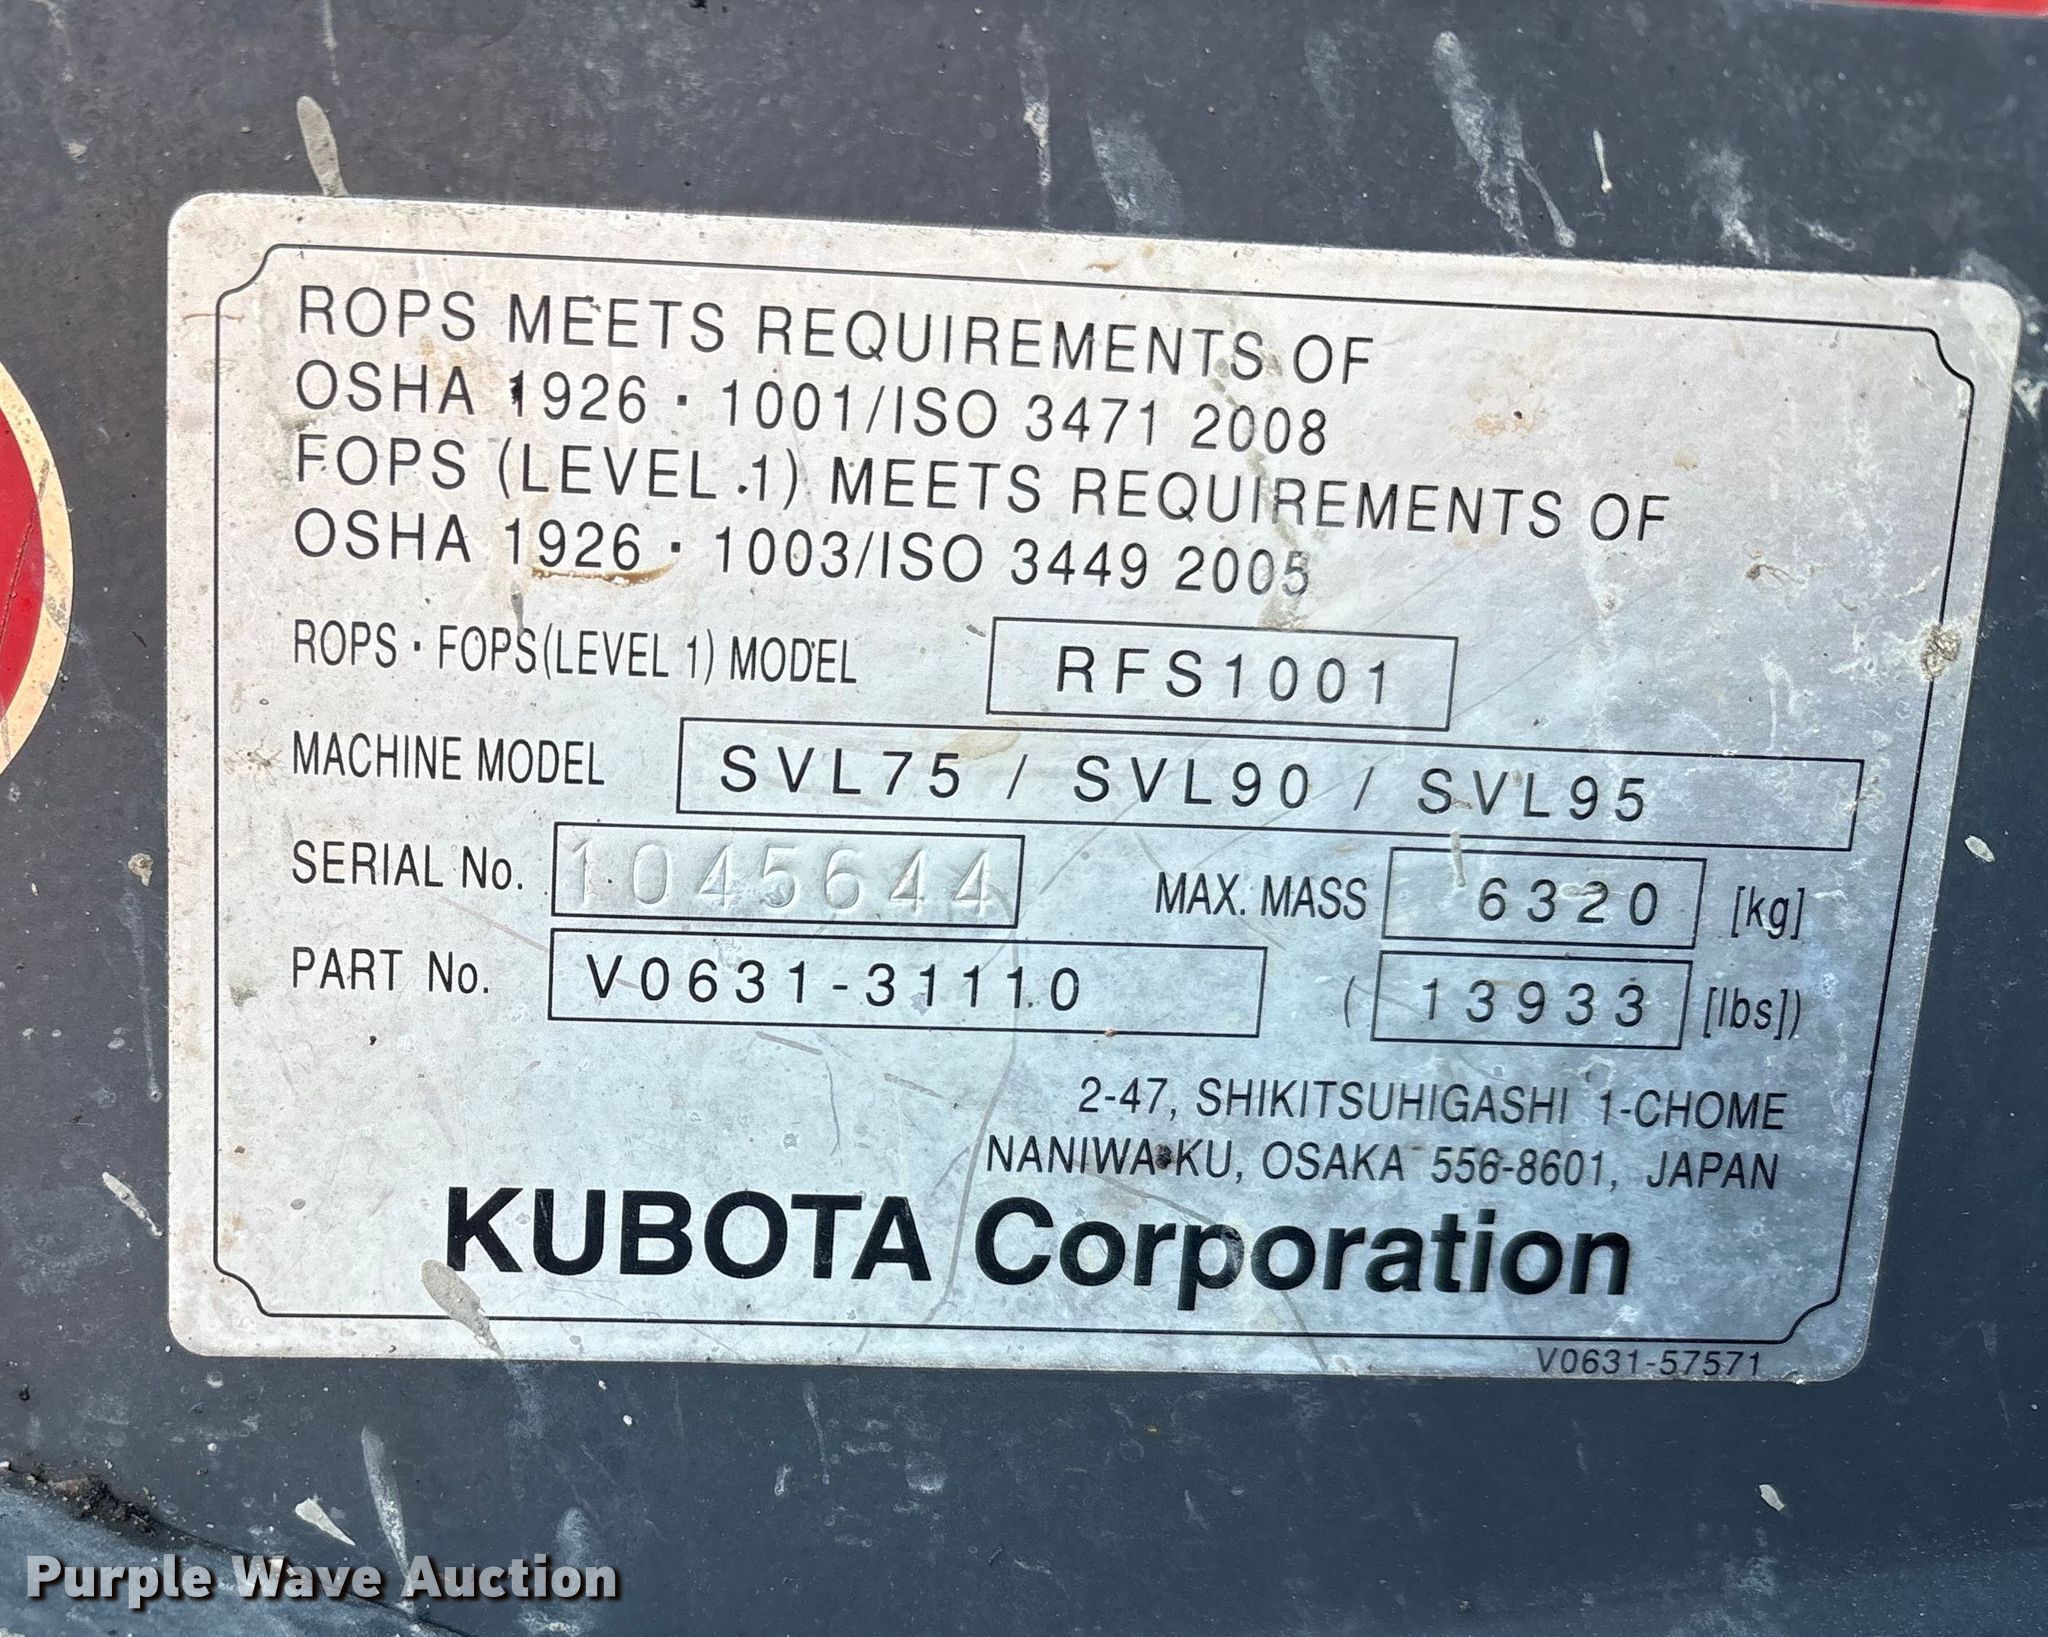 ROPS MEETS REQUIREMENTS OF
OSHA 1926 · 1001/ISO 3471 2008
FOPS (LEVEL 1) MEETS REQUIREMENTS OF
OSHA 1926 · 1003/ISO 3449 2005
ROPS · FOPS(LEVEL 1) MODEL RFS1001
MACHINE MODEL SVL75 / SVL90 / SVL95
SERIAL No. 1045644 MAX. MASS 6320 [kg]
PART No. V0631-31110 ( 13933 [lbs])
2-47, SHIKITSUHIGASHI 1-CHOME
NANIWA-KU, OSAKA 556-8601, JAPAN
KUBOTA Corporation
V0631-57571
Purple Wave Auction